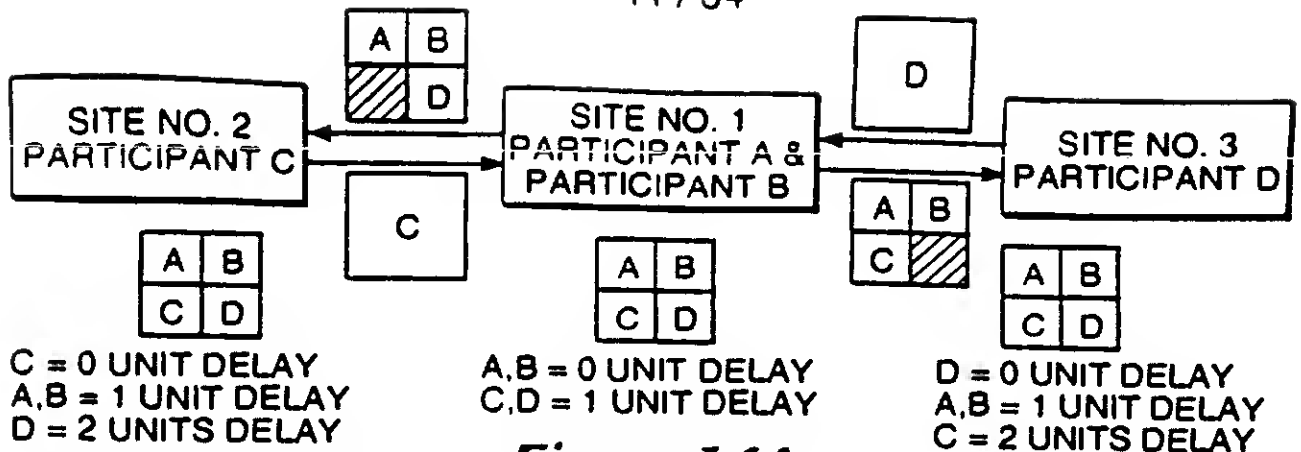 A B
D
D
SITE NO. 2
PARTICIPANT C
SITE NO. 1
PARTICIPANT A &
PARTICIPANT B
SITE NO. 3
PARTICIPANT D
C
A B
C
A B
C D
A B
C D
A B
C D
C = 0 UNIT DELAY
A,B = 1 UNIT DELAY
D = 2 UNITS DELAY
A,B = 0 UNIT DELAY
C,D = 1 UNIT DELAY
D = 0 UNIT DELAY
A,B = 1 UNIT DELAY
C = 2 UNITS DELAY